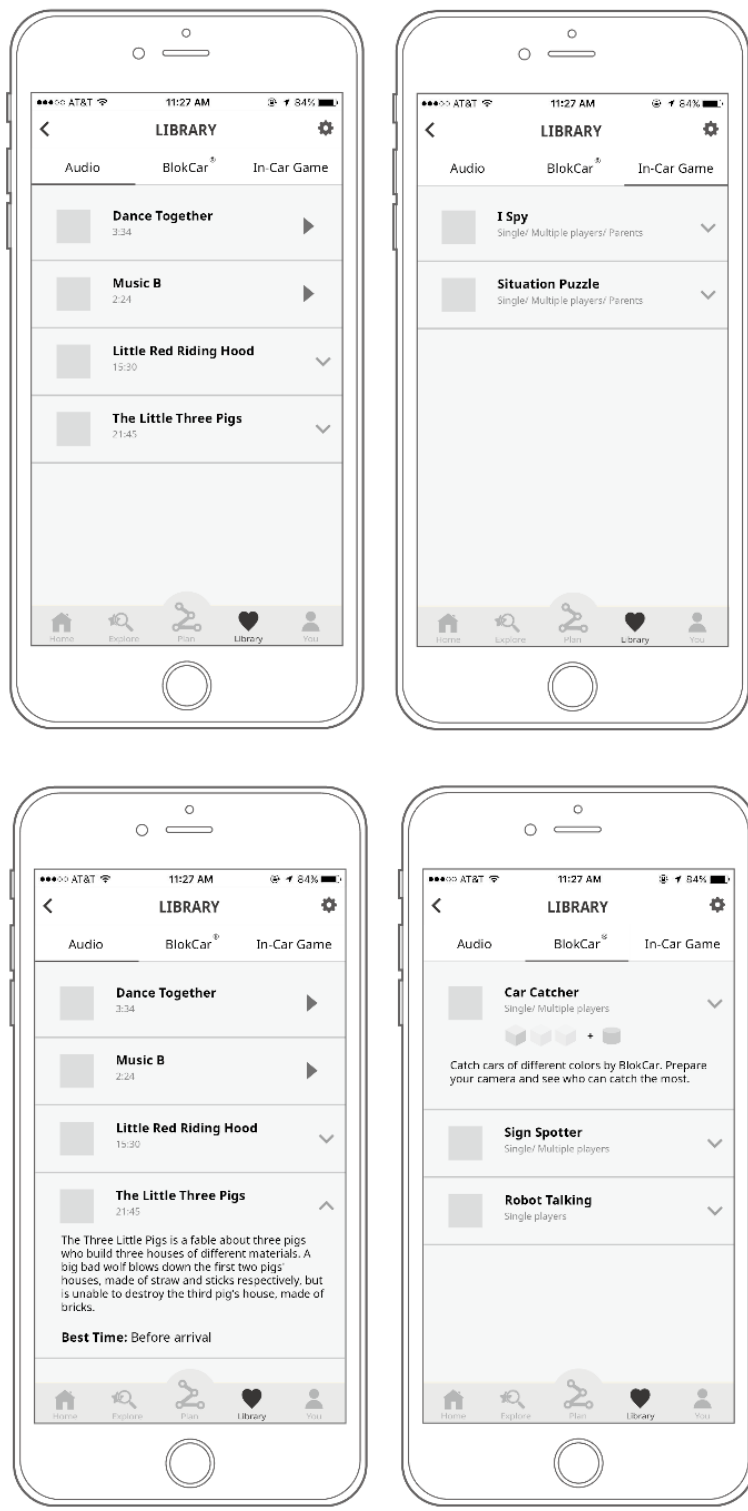 AT&T 11:27 AM 84%
LIBRARY
Audio BlokCar® In-Car Game
Dance Together
3:34
Music B
2:24
Little Red Riding Hood
15:30
The Little Three Pigs
21:45
Home Explore Plan Library You
AT&T 11:27 AM 84%
LIBRARY
Audio BlokCar® In-Car Game
I Spy
Single/ Multiple players/ Parents
Situation Puzzle
Single/ Multiple players/ Parents
Home Explore Plan Library You
AT&T 11:27 AM 84%
LIBRARY
Audio BlokCar® In-Car Game
Dance Together
3:34
Music B
2:24
Little Red Riding Hood
15:30
The Little Three Pigs
21:45
The Three Little Pigs is a fable about three pigs
who build three houses of different materials. A
big bad wolf blows down the first two pigs'
houses, made of straw and sticks respectively, but
is unable to destroy the third pig's house, made of
bricks.
Best Time: Before arrival
Home Explore Plan Library You
AT&T 11:27 AM 84%
LIBRARY
Audio BlokCar® In-Car Game
Car Catcher
Single/ Multiple players
+
Catch cars of different colors by BlokCar. Prepare
your camera and see who can catch the most.
Sign Spotter
Single/ Multiple players
Robot Talking
Single players
Home Explore Plan Library You